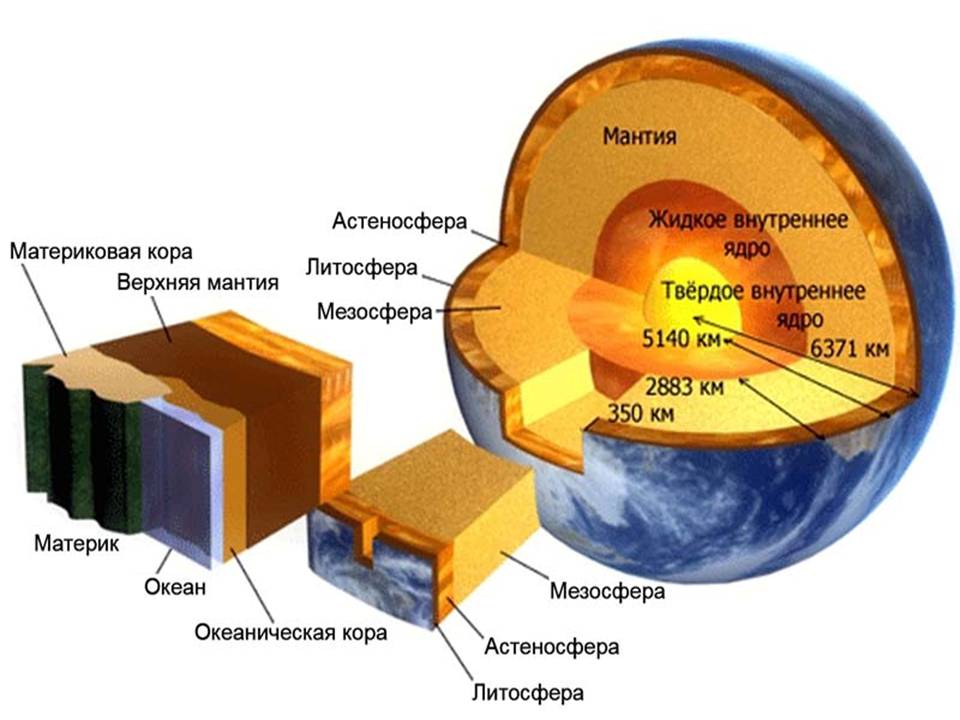 Мантия
Астеносфера
Жидкое внутреннее
ядро
Материковая кора
Литосфера
Верхняя мантия
Твёрдое внутреннее
ядро
Мезосфера
5140 км
6371 км
2883 км
350 км
Материк
Океан
Мезосфера
Океаническая кора
Астеносфера
Литосфера